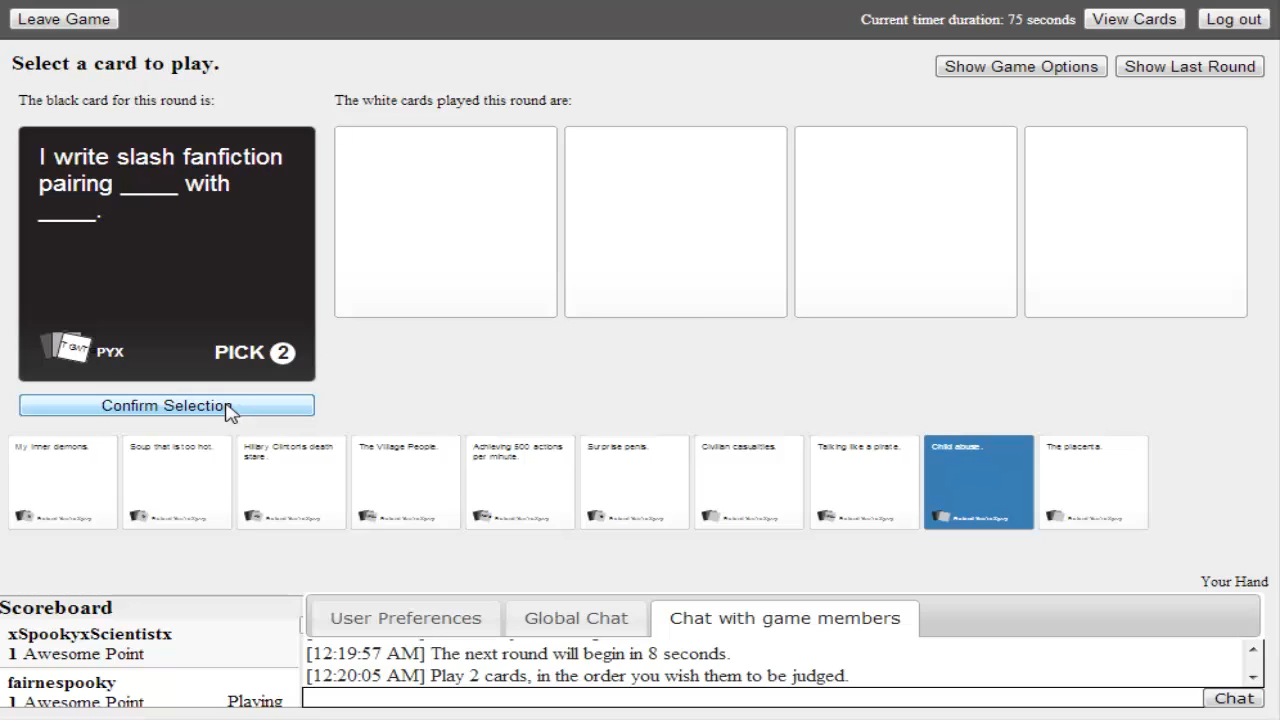 Leave Game
Current timer duration: 75 seconds
View Cards
Log out
Select a card to play.
Show Game Options
Show Last Round
The black card for this round is:
The white cards played this round are:
I write slash fanfiction
pairing _____ with
_____.
PYX
PICK 2
Confirm Selection
My inner demons.
Soup that is too hot.
Hillary Clinton's death
stare.
The Village People.
Achieving 500 actions
per minute.
Surprise penis.
Civilian casualties.
Talking like a pirate.
Child abuse.
The placenta.
Your Hand
Scoreboard
xSpookyxScientistx
1 Awesome Point
fairnespooky
1 Awesome Point
Playing
User Preferences
Global Chat
Chat with game members
[12:19:57 AM] The next round will begin in 8 seconds.
[12:20:05 AM] Play 2 cards, in the order you wish them to be judged.
Chat